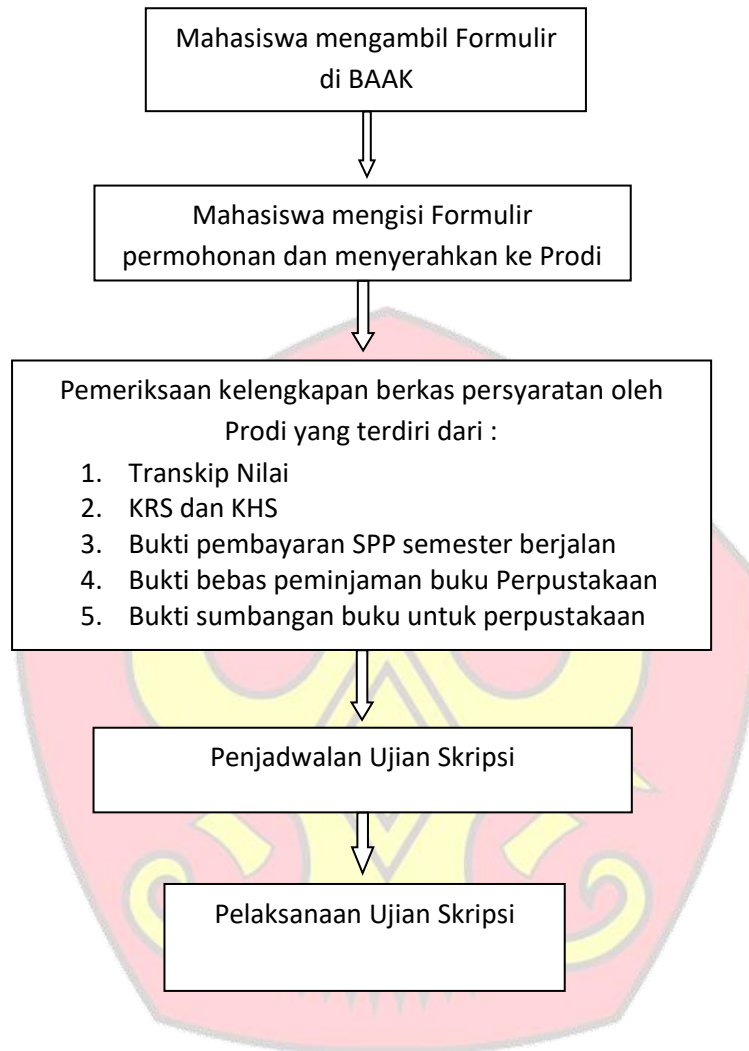 Mahasiswa mengambil Formulir
di BAAK
Mahasiswa mengisi Formulir
permohonan dan menyerahkan ke Prodi
Pemeriksaan kelengkapan berkas persyaratan oleh
Prodi yang terdiri dari :
1. Transkip Nilai
2. KRS dan KHS
3. Bukti pembayaran SPP semester berjalan
4. Bukti bebas peminjaman buku Perpustakaan
5. Bukti sumbangan buku untuk perpustakaan
Penjadwalan Ujian Skripsi
Pelaksanaan Ujian Skripsi